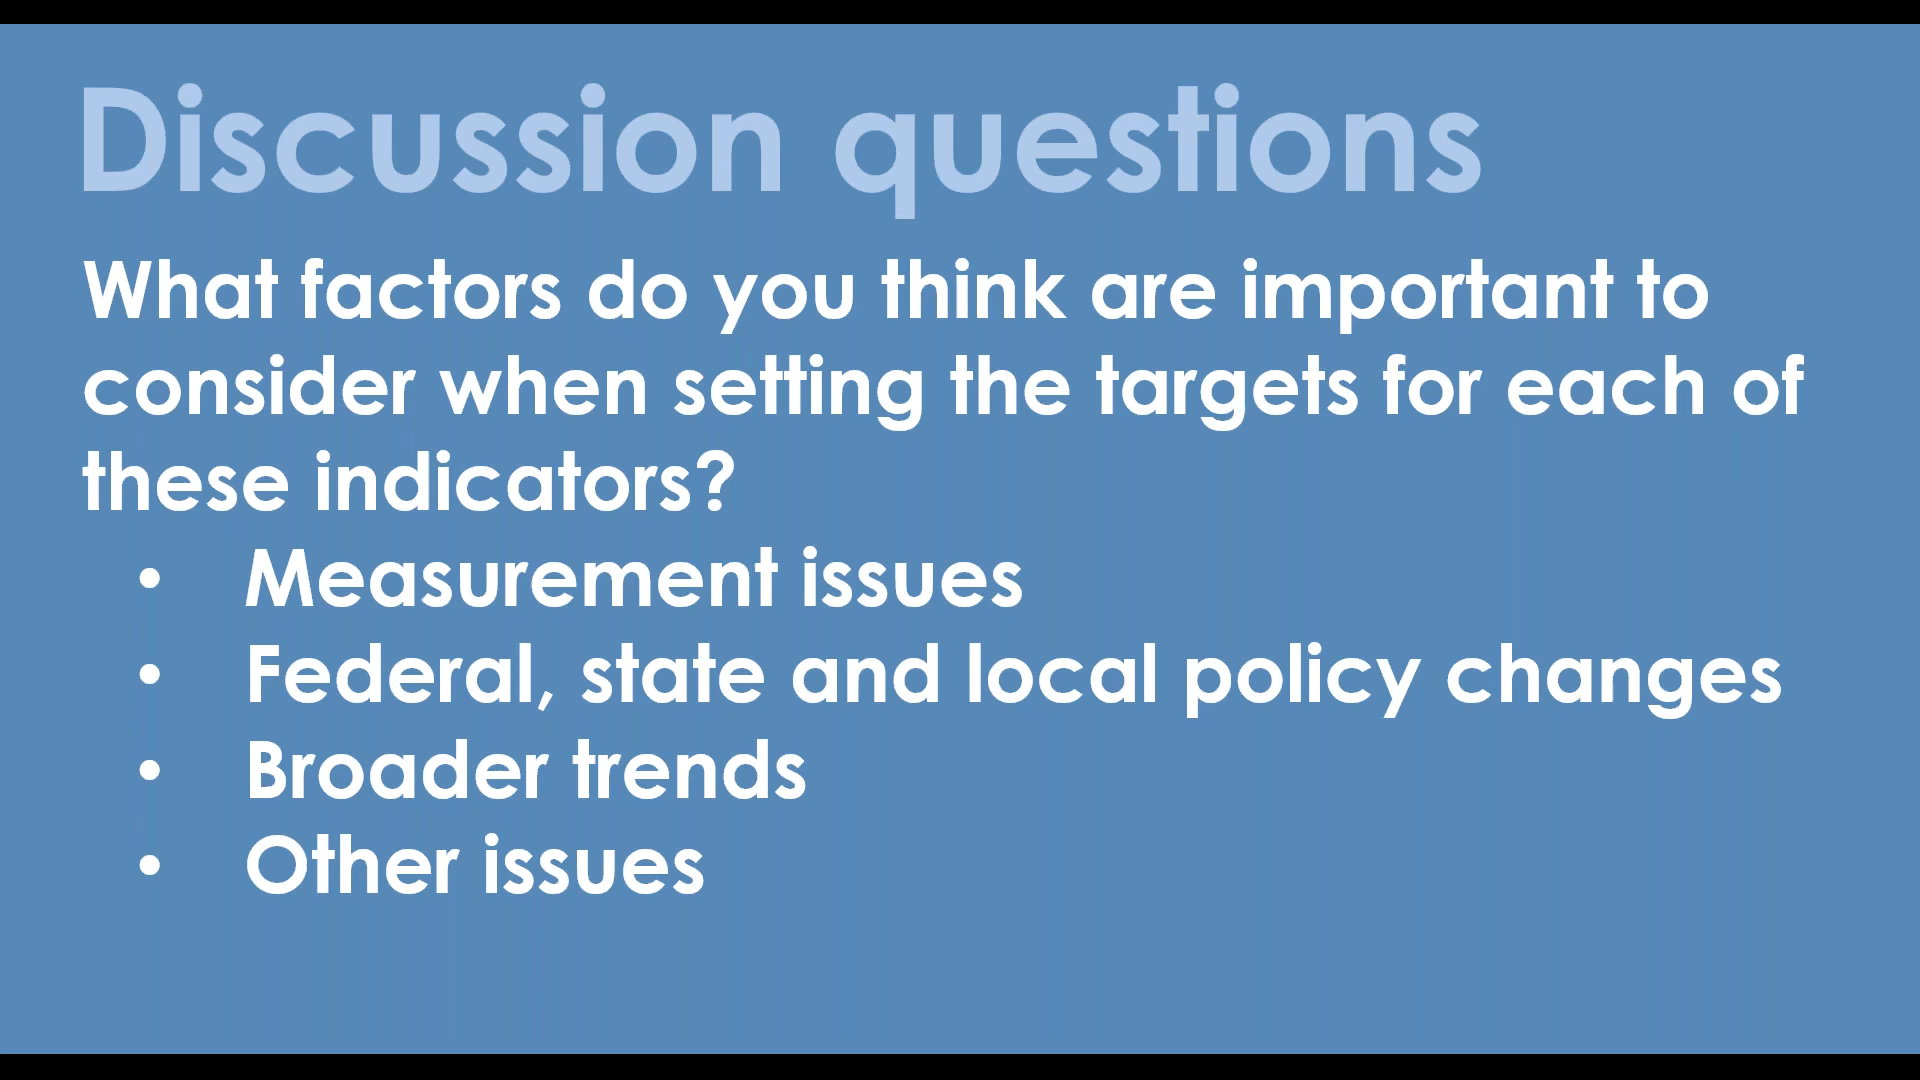 Discussion questions
What factors do you think are important to
consider when setting the targets for each of
these indicators?
• Measurement issues
• Federal, state and local policy changes
• Broader trends
• Other issues